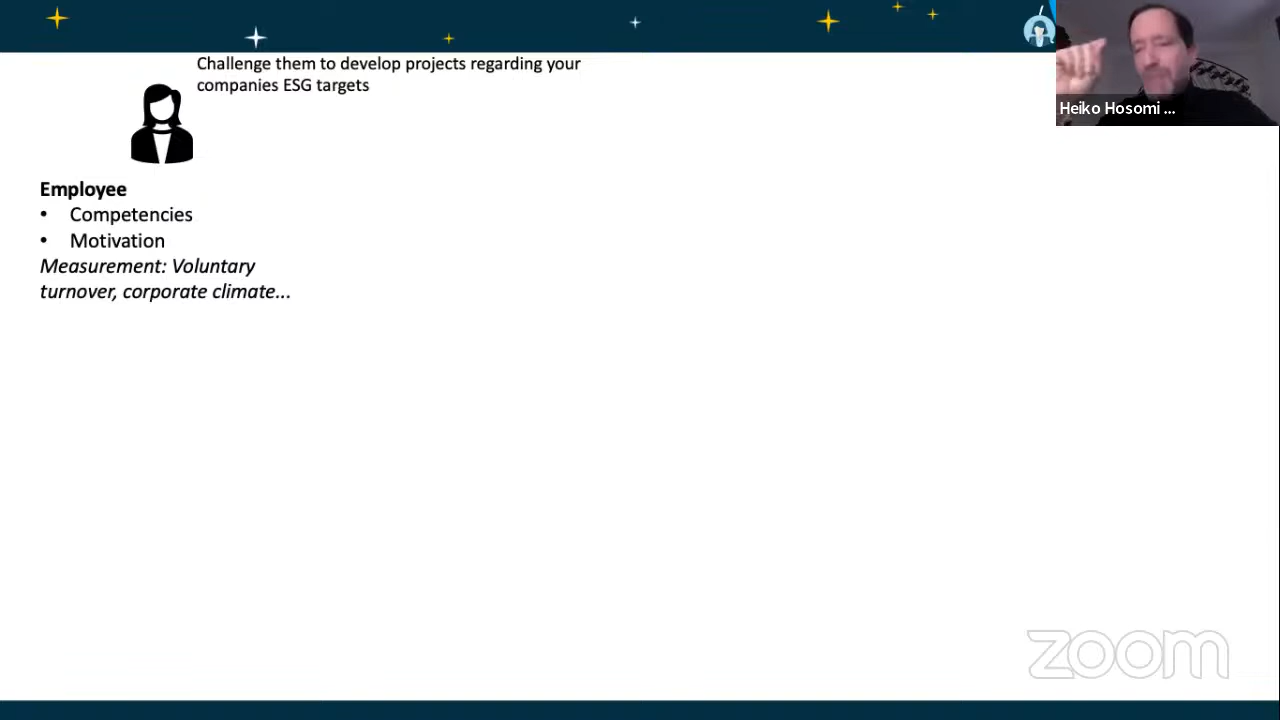 Challenge them to develop projects regarding your
companies ESG targets
Heiko Hosomi ...
Employee
• Competencies
• Motivation
Measurement: Voluntary
turnover, corporate climate...
zoom